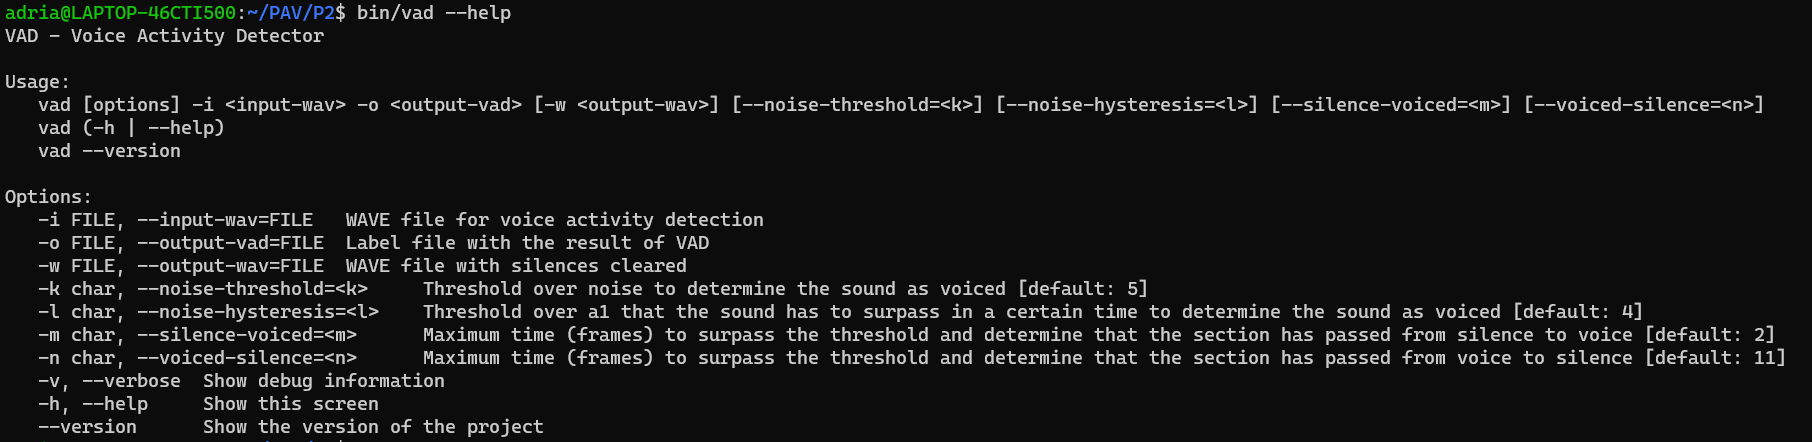 adria@LAPTOP-46CTI500:~/PAV/P2$ bin/vad --help
VAD - Voice Activity Detector

Usage:
   vad [options] -i <input-wav> -o <output-vad> [-w <output-wav>] [--noise-threshold=<k>] [--noise-hysteresis=<l>] [--silence-voiced=<m>] [--voiced-silence=<n>]
   vad (-h | --help)
   vad --version

Options:
   -i FILE, --input-wav=FILE   WAVE file for voice activity detection
   -o FILE, --output-vad=FILE  Label file with the result of VAD
   -w FILE, --output-wav=FILE  WAVE file with silences cleared
   -k char, --noise-threshold=<k>     Threshold over noise to determine the sound as voiced [default: 5]
   -l char, --noise-hysteresis=<l>    Threshold over a1 that the sound has to surpass in a certain time to determine the sound as voiced [default: 4]
   -m char, --silence-voiced=<m>      Maximum time (frames) to surpass the threshold and determine that the section has passed from silence to voice [default: 2]
   -n char, --voiced-silence=<n>      Maximum time (frames) to surpass the threshold and determine that the section has passed from voice to silence [default: 11]
   -v, --verbose  Show debug information
   -h, --help     Show this screen
   --version      Show the version of the project